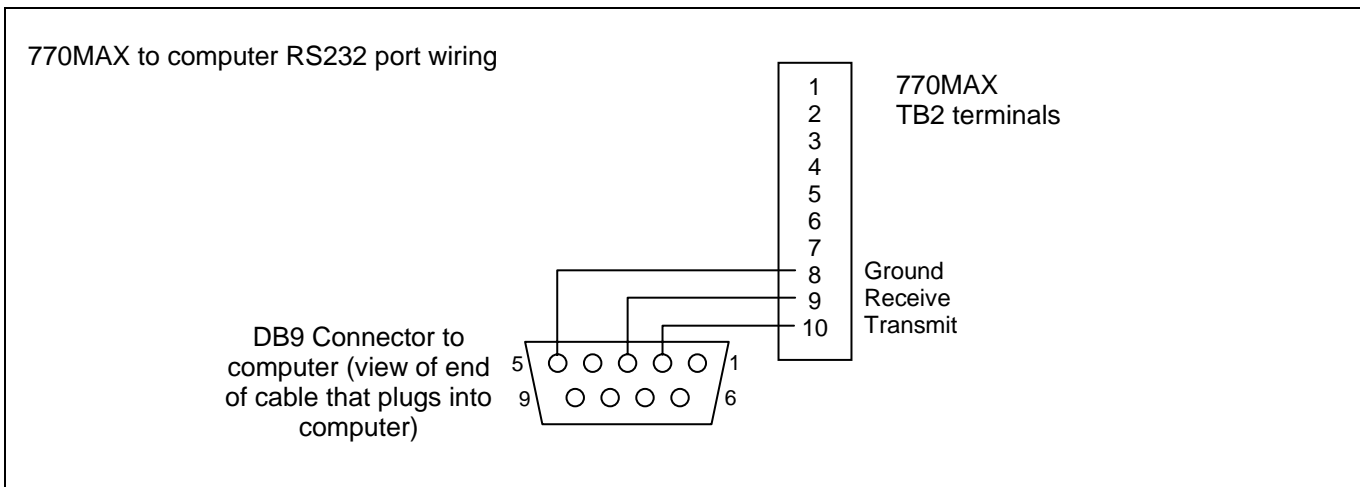 770MAX to computer RS232 port wiring
770MAX
TB2 terminals
1
2
3
4
5
6
7
8
9
10
Ground
Receive
Transmit
DB9 Connector to
computer (view of end
of cable that plugs into
computer)
5
1
9
6